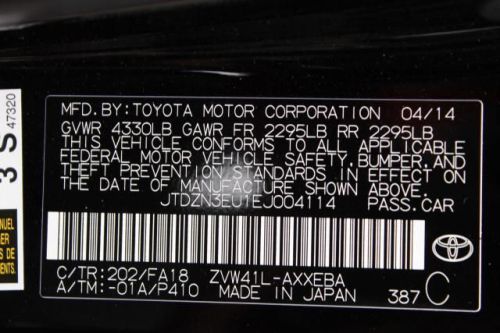 MFD.BY:TOYOTA MOTOR CORPORATION 04/14
GVWR 4330LB GAWR FR 2295LB RR 2295LB
THIS VEHICLE CONFORMS TO ALL APPLICABLE
FEDERAL MOTOR VEHICLE SAFETY,BUMPER,AND
THEFT PREVENTION STANDARDS IN EFFECT
ON THE DATE OF MANUFACTURE SHOWN ABOVE.
JTDZN3EU1EJ004114 PASS.CAR
C/TR:202/FA18 ZVW41L-AXXEBA
A/TM:-01A/P410 MADE IN JAPAN 387 C
3 S
47320